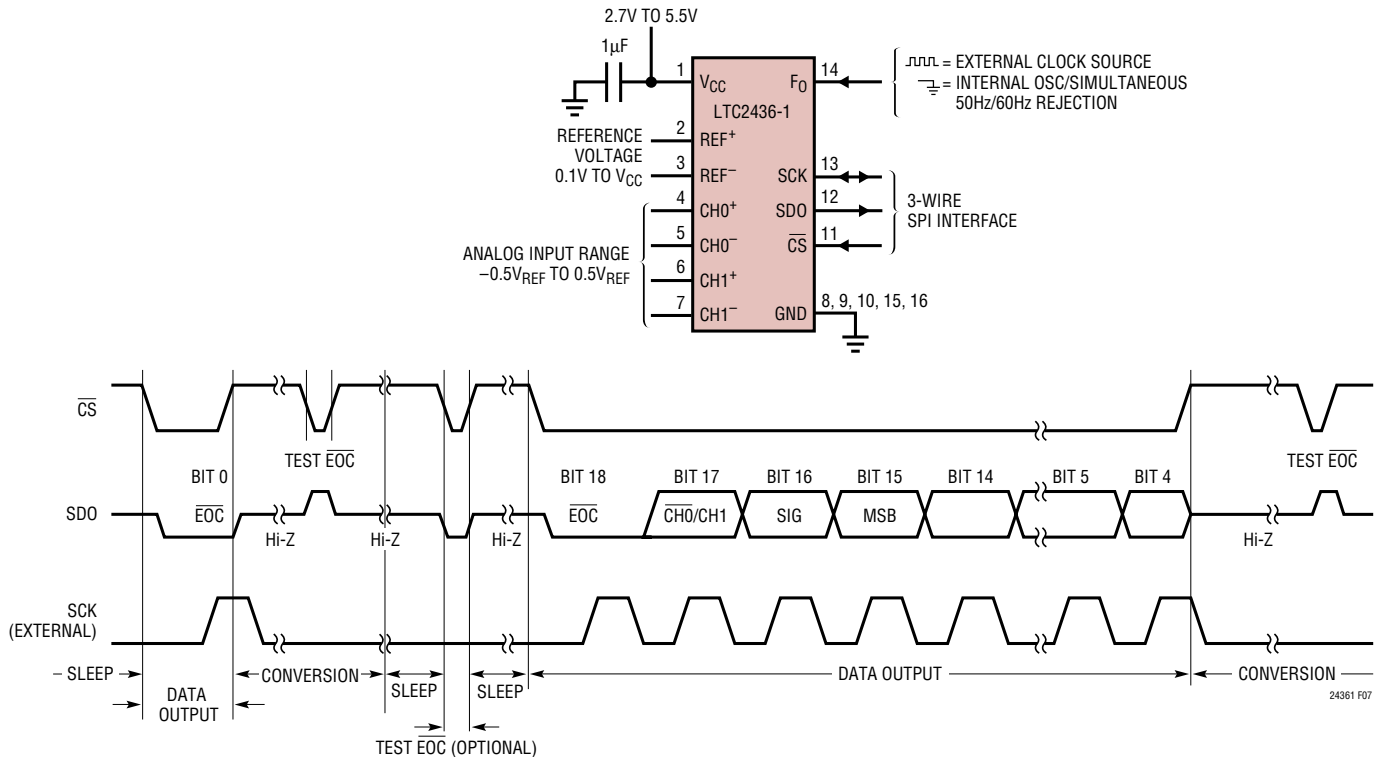 2.7V TO 5.5V
1µF
1
VCC
FO
14
= EXTERNAL CLOCK SOURCE
= INTERNAL OSC/SIMULTANEOUS
50Hz/60Hz REJECTION
LTC2436-1
REFERENCE
VOLTAGE
0.1V TO VCC
2
REF+
3
REF–
SCK
13
4
CH0+
SDO
12
3-WIRE
SPI INTERFACE
5
CH0–
CS
11
ANALOG INPUT RANGE
–0.5VREF TO 0.5VREF
6
CH1+
7
CH1–
GND
8, 9, 10, 15, 16
CS
TEST EOC
TEST EOC
BIT 0
BIT 18
BIT 17
BIT 16
BIT 15
BIT 14
BIT 5
BIT 4
SDO
EOC
EOC
CH0/CH1
SIG
MSB
Hi-Z
Hi-Z
Hi-Z
Hi-Z
SCK
(EXTERNAL)
SLEEP
DATA
OUTPUT
CONVERSION
SLEEP
SLEEP
DATA OUTPUT
CONVERSION
TEST EOC (OPTIONAL)
24361 F07